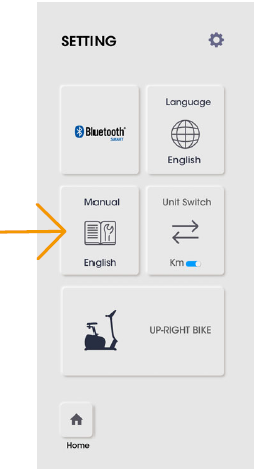 SETTING
Bluetooth®
SMART
Language
English
Manual
English
Unit Switch
Km
UP-RIGHT BIKE
Home